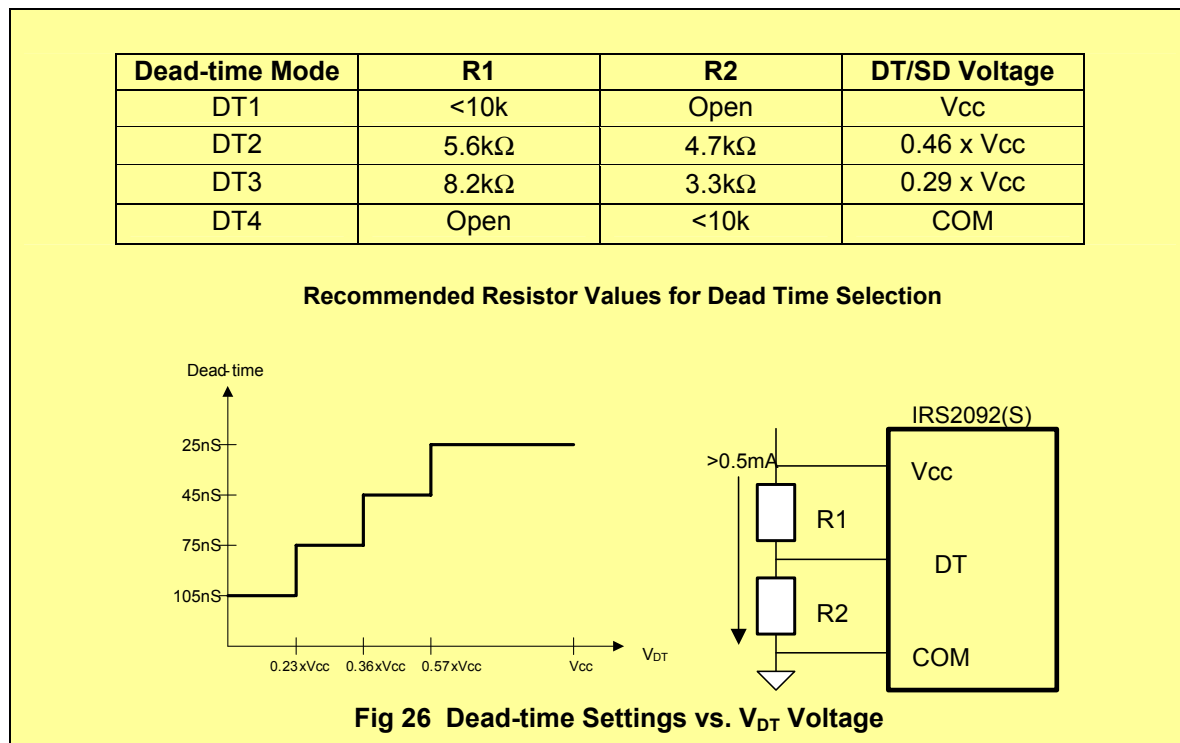 Dead-time Mode R1 R2 DT/SD Voltage
DT1 <10k Open Vcc
DT2 5.6kΩ 4.7kΩ 0.46 x Vcc
DT3 8.2kΩ 3.3kΩ 0.29 x Vcc
DT4 Open <10k COM
Recommended Resistor Values for Dead Time Selection
Dead-time
25nS
45nS
75nS
105nS
0.23xVcc 0.36xVcc 0.57xVcc Vcc
VDT
IRS2092(S)
>0.5mA
Vcc
R1
DT
R2
COM
Fig 26 Dead-time Settings vs. VDT Voltage